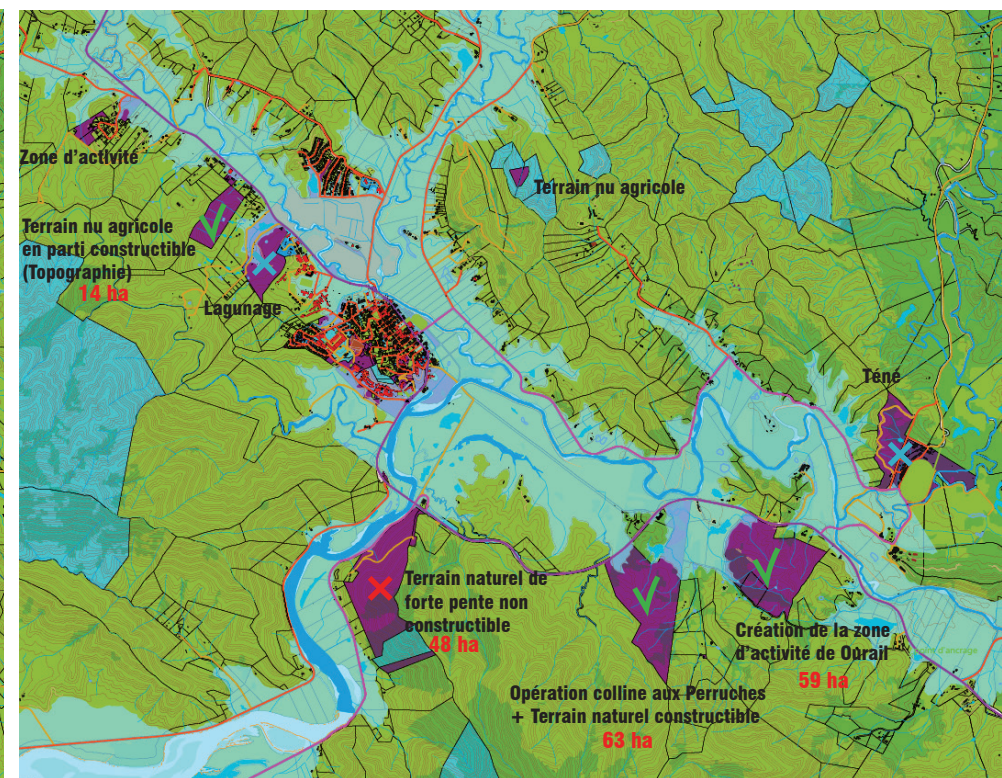 Zone d'activité
Terrain nu agricole
Terrain nu agricole
en parti constructible
(Topographie)
14 ha
Lagunage
Téné
Terrain naturel de
forte pente non
constructible
48 ha
Création de la zone
d'activité de Ourail
59 ha
Opération colline aux Perruches
+ Terrain naturel constructible
63 ha
d'ancrage